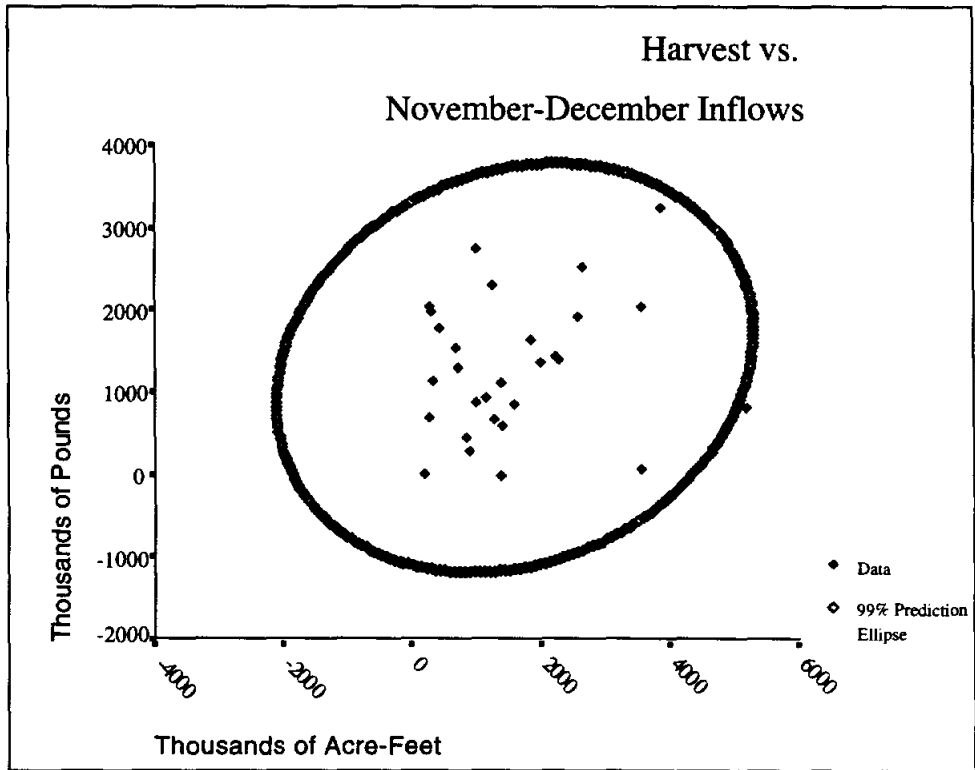 Harvest vs.
November-December Inflows
4000
3000
2000
1000
0
-1000
-2000
Thousands of Pounds
-4000
-2000
0
2000
4000
6000
Thousands of Acre-Feet
Data
99% Prediction
Ellipse